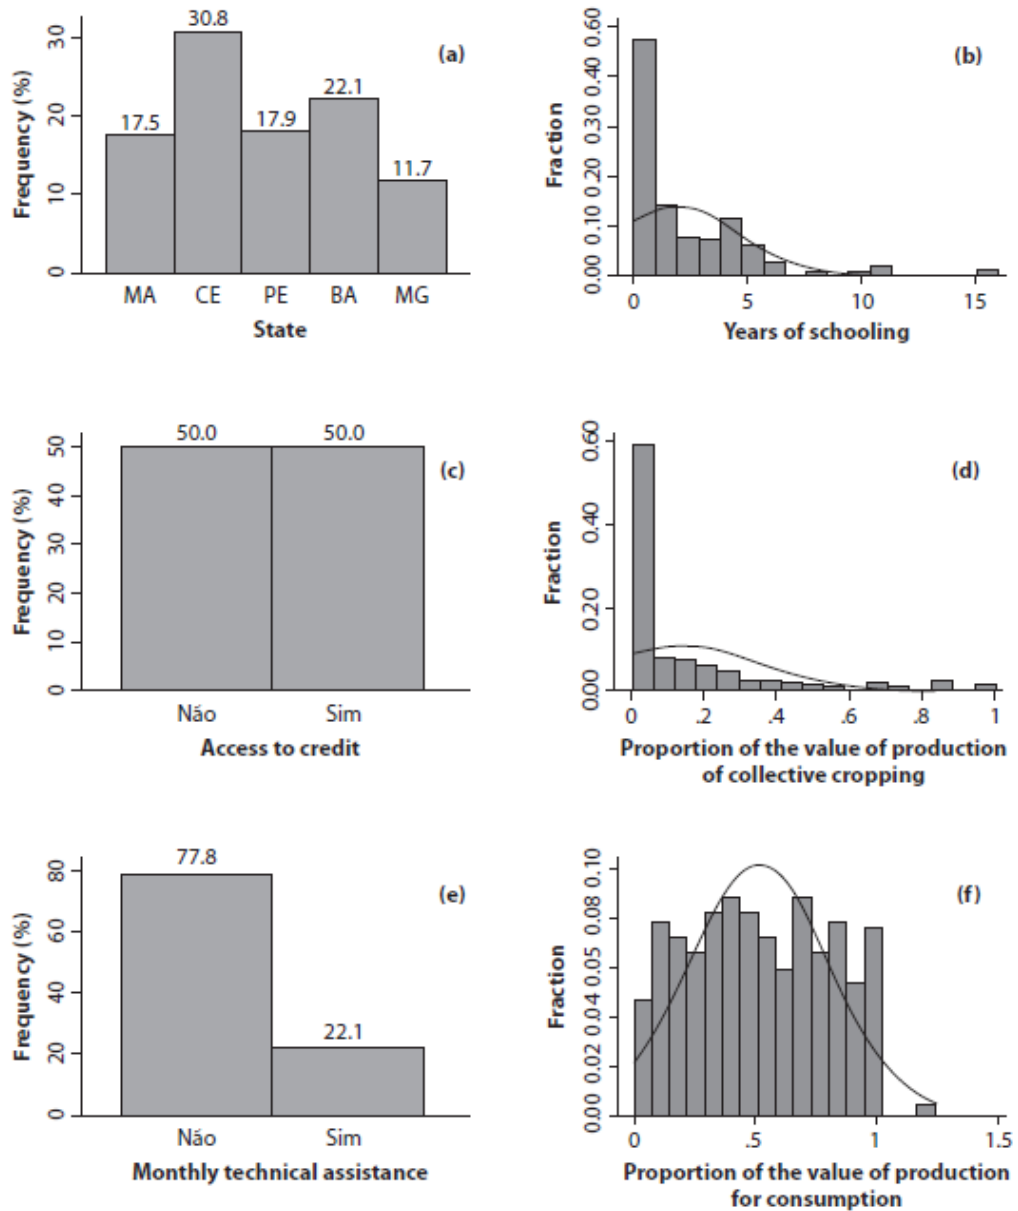 30.8
(a)
22.1
17.5
17.9
11.7
Frequency (%)
30
20
10
0
MA CE PE BA MG
State
(b)
Fraction
0.60
0.40
0.30
0.20
0.10
0.00
0 5 10 15
Years of schooling
50.0 50.0
(c)
Frequency (%)
50
40
30
20
10
0
Não Sim
Access to credit
(d)
Fraction
0.60
0.40
0.20
0.00
0 .2 .4 .6 .8 1
Proportion of the value of production
of collective cropping
77.8
(e)
22.1
Frequency (%)
80
60
40
20
0
Não Sim
Monthly technical assistance
(f)
Fraction
0.10
0.08
0.05
0.04
0.02
0.00
0 .5 1 1.5
Proportion of the value of production
for consumption